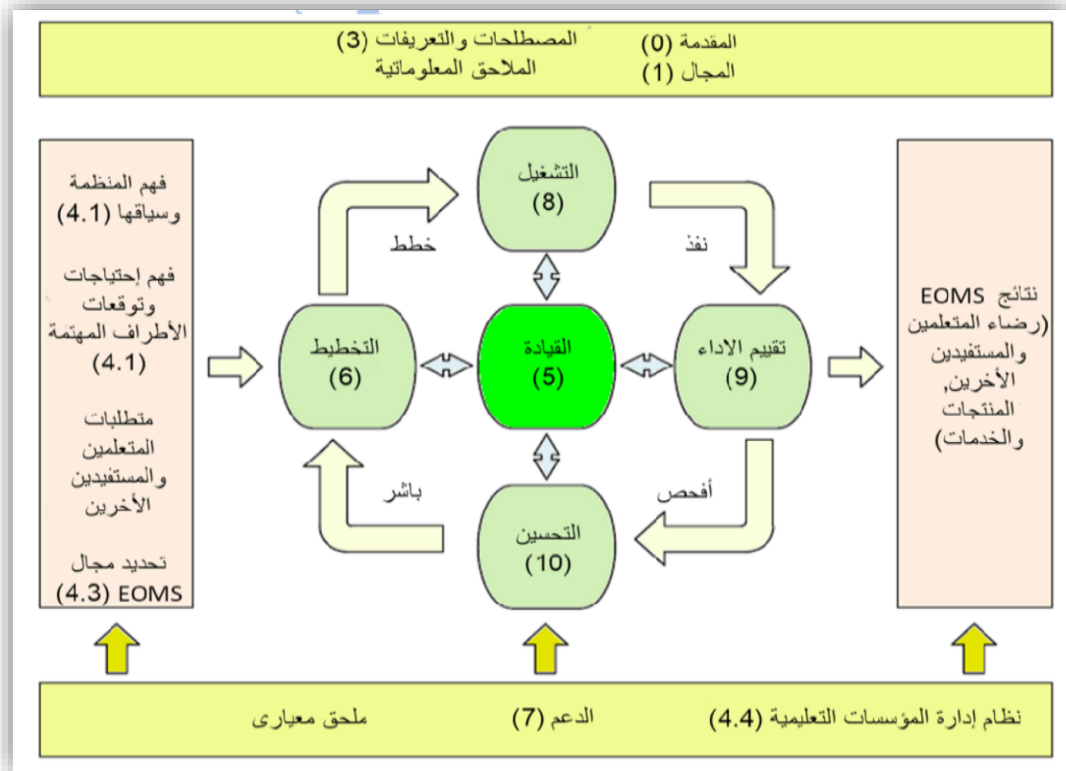 المقدمة (0)
المصطلحات والتعريفات (3)
المجال (1)
الملاحق المعلوماتية
فهم المنظمة
وسياقها (4.1)
فهم إحتياجات
وتوقعات
الأطراف المهتمة
(4.1)
متطلبات
المتعلمين
والمستفيدين
الأخرين
تحديد مجال
EOMS (4.3)
التشغيل
(8)
خطط
نفذ
التخطيط
(6)
القيادة
(5)
تقييم الاداء
(9)
باشر
أفحص
التحسين
(10)
نتائج EOMS
(رضاء المتعلمين
والمستفيدين
الأخرين,
المنتجات
والخدمات)
نظام إدارة المؤسسات التعليمية (4.4)
الدعم (7)
ملحق معيارى